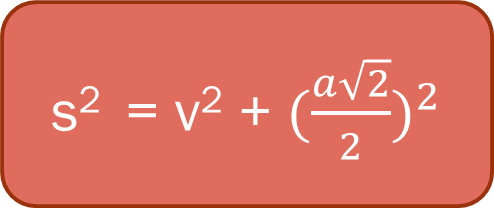 s² = v² + (a√2/2)²